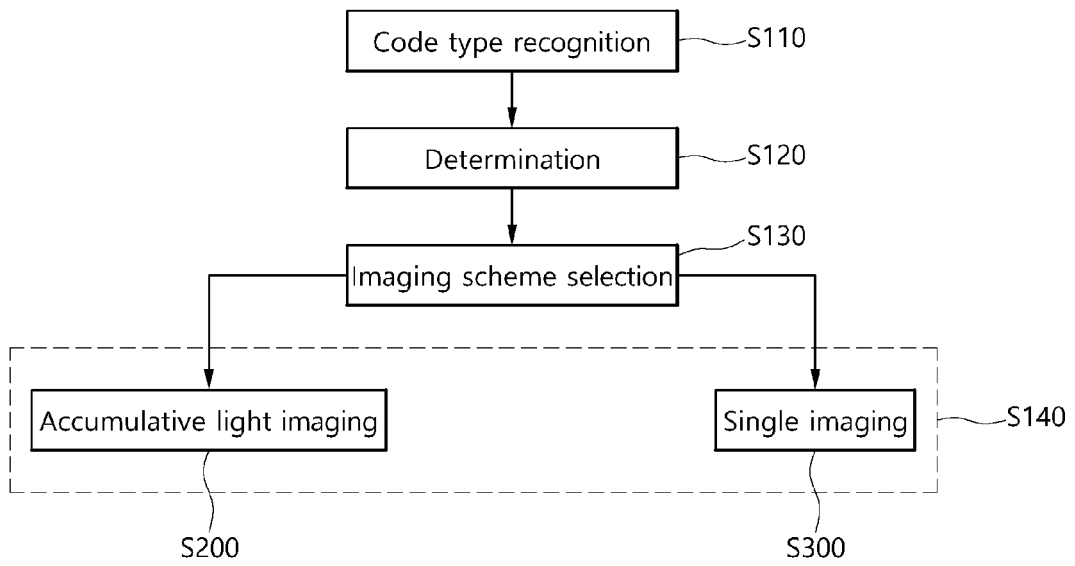 Code type recognition
S110
Determination
S120
S130
Imaging scheme selection
Accumulative light imaging
Single imaging
S140
S200
S300